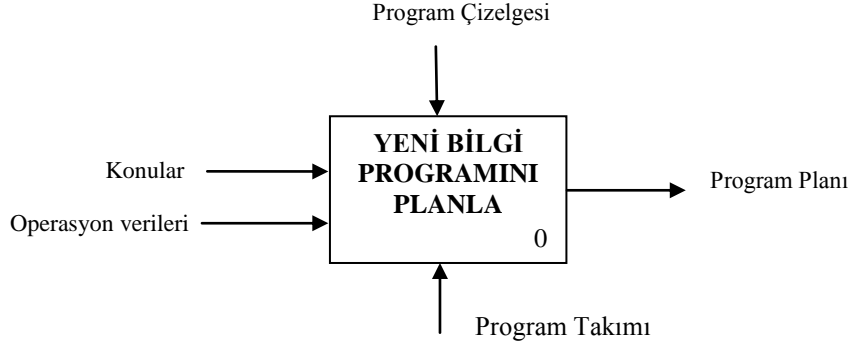 Program Çizelgesi
YENİ BİLGİ
PROGRAMINI
PLANLA
0
Konular
Operasyon verileri
Program Planı
Program Takımı